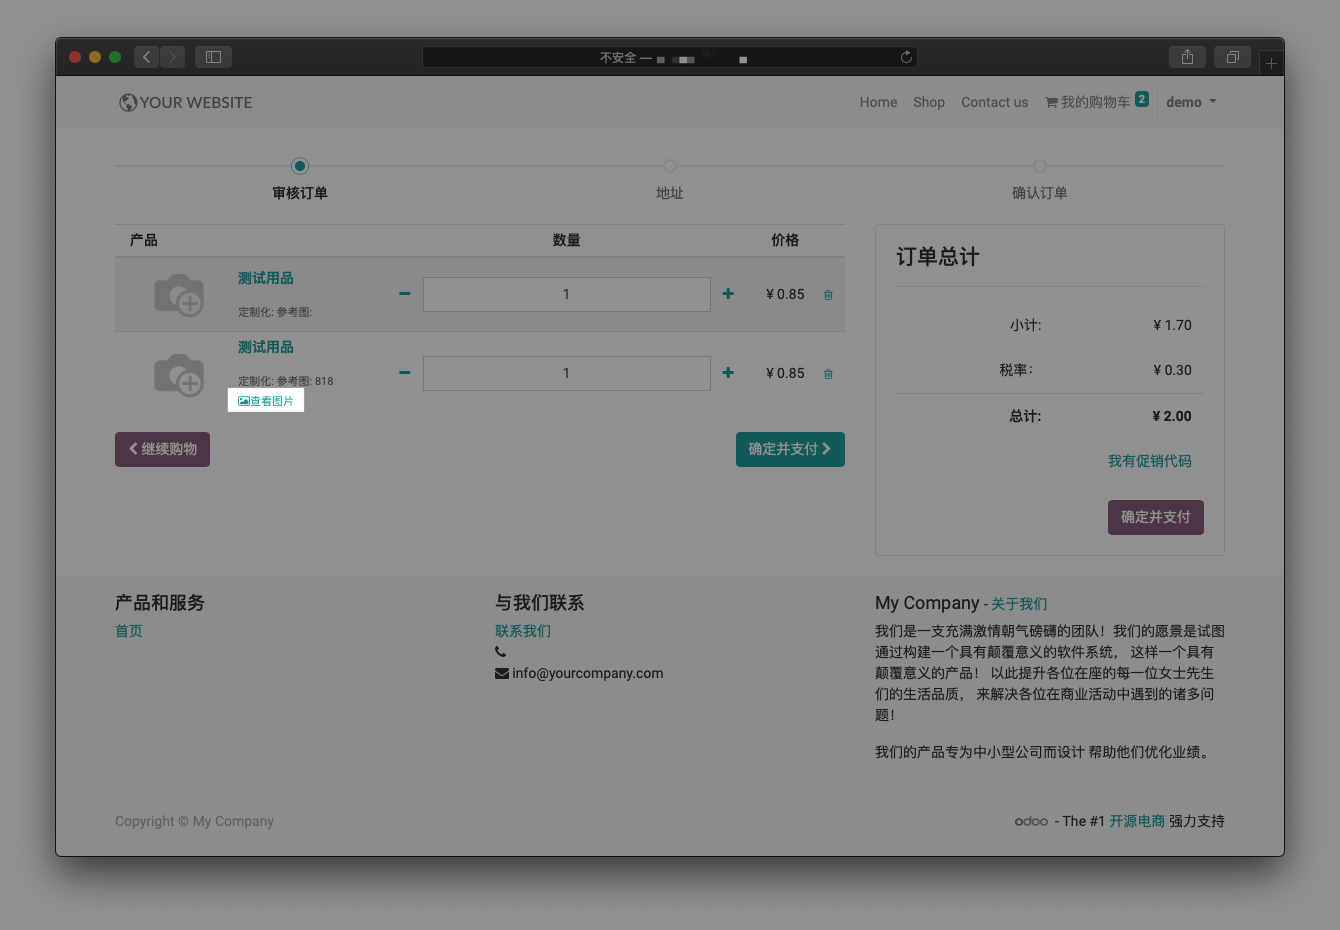 不安全 —
YOUR WEBSITE
Home Shop Contact us 我的购物车 2 demo
审核订单 地址 确认订单
产品 数量 价格
测试用品
定制化: 参考图:
1 ¥ 0.85
测试用品
定制化: 参考图: 818
查看图片
1 ¥ 0.85
继续购物 确定并支付
订单总计
小计: ¥ 1.70
税率： ¥ 0.30
总计: ¥ 2.00
我有促销代码
确定并支付
产品和服务
首页
与我们联系
联系我们
info@yourcompany.com
My Company - 关于我们
我们是一支充满激情朝气磅礴的团队！我们的愿景是试图
通过构建一个具有颠覆意义的软件系统， 这样一个具有
颠覆意义的产品！ 以此提升各位在座的每一位女士先生
们的生活品质， 来解决各位在商业活动中遇到的诸多问
题！
我们的产品专为中小型公司而设计 帮助他们优化业绩。
Copyright © My Company
odoo - The #1 开源电商 强力支持